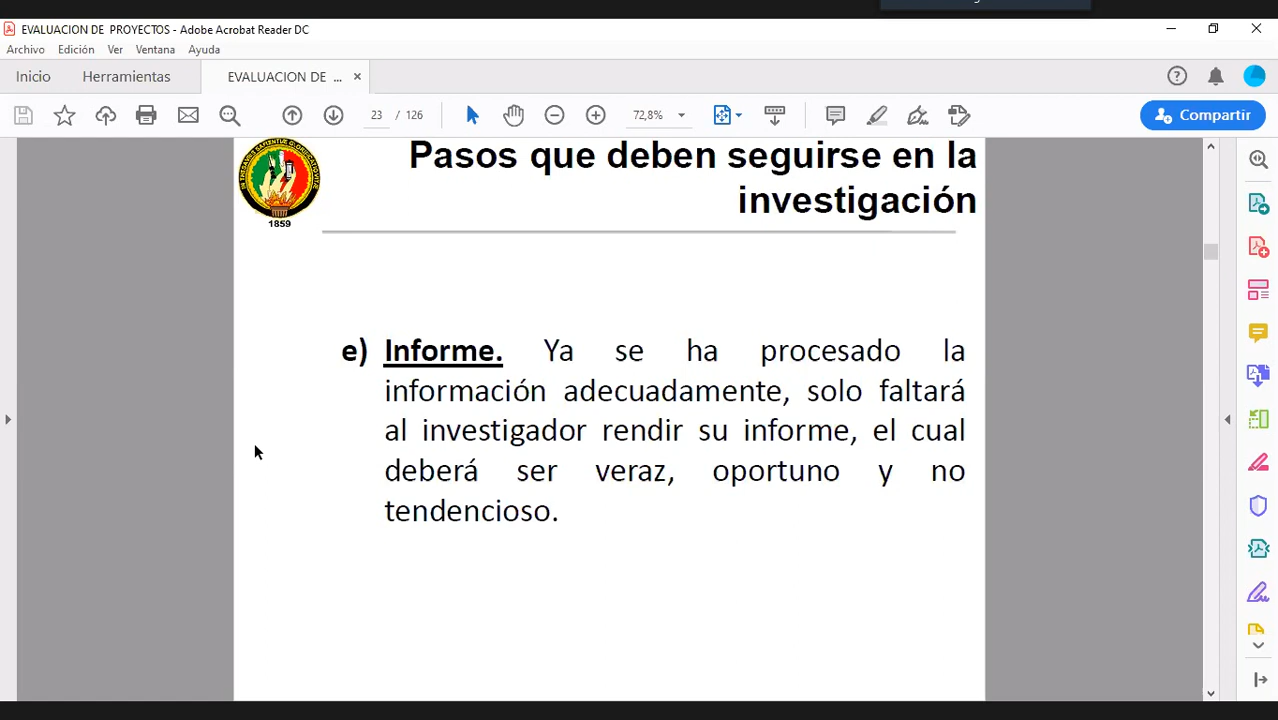 EVALUACION DE PROYECTOS - Adobe Acrobat Reader DC
Archivo Edición Ver Ventana Ayuda
Inicio Herramientas EVALUACION DE ... ×
23 / 126 72,8% Compartir
Pasos que deben seguirse en la
investigación
1859
e) Informe. Ya se ha procesado la
información adecuadamente, solo faltará
al investigador rendir su informe, el cual
deberá ser veraz, oportuno y no
tendencioso.